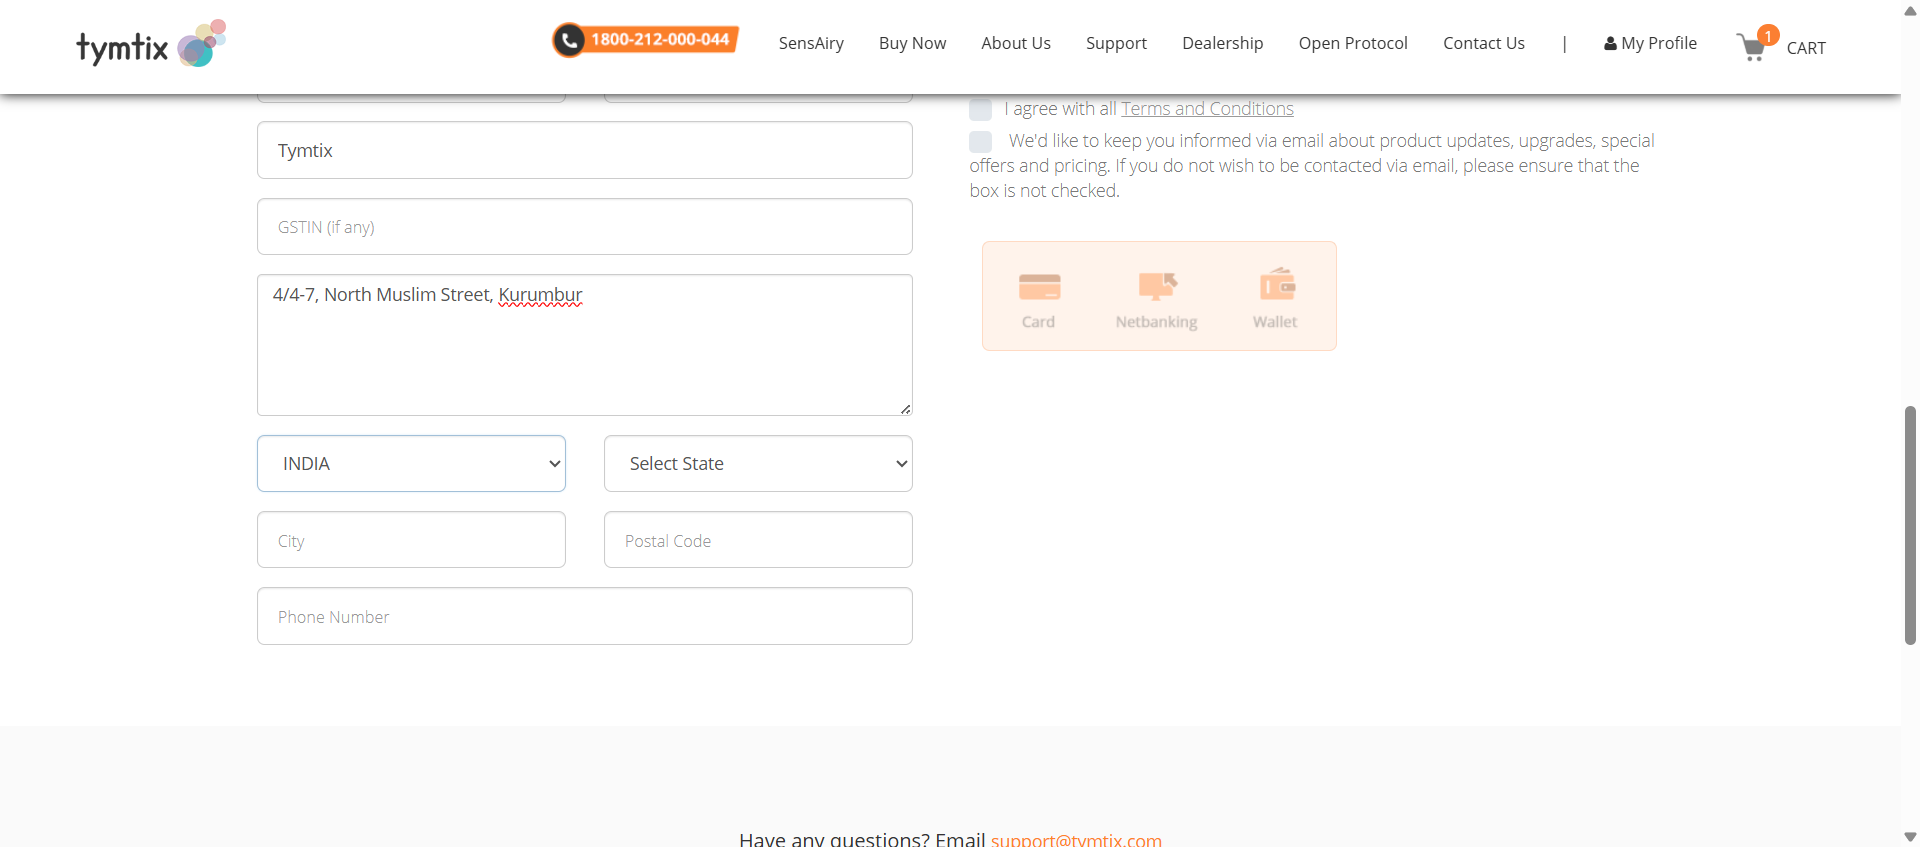 tymtix
1800-212-000-044
SensAiry
Buy Now
About Us
Support
Dealership
Open Protocol
Contact Us
|
My Profile
1
CART
Tymtix
GSTIN (if any)
4/4-7, North Muslim Street, Kurumbur
INDIA
Select State
City
Postal Code
Phone Number
I agree with all Terms and Conditions
We'd like to keep you informed via email about product updates, upgrades, special
offers and pricing. If you do not wish to be contacted via email, please ensure that the
box is not checked.
Card
Netbanking
Wallet
Have any questions? Email support@tymtix.com